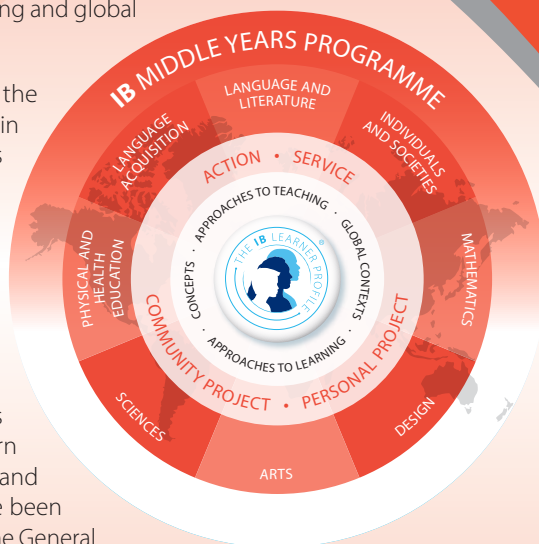 ng and global
the
in
s
s
rn
and
e been
e General
IB MIDDLE YEARS PROGRAMME
LANGUAGE AND
LITERATURE
INDIVIDUALS
AND SOCIETIES
MATHEMATICS
DESIGN
ARTS
SCIENCES
PHYSICAL AND
HEALTH
EDUCATION
LANGUAGE
ACQUISITION
ACTION • SERVICE
PERSONAL PROJECT • COMMUNITY PROJECT
APPROACHES TO TEACHING · GLOBAL CONTEXTS · APPROACHES TO LEARNING · CONCEPTS ·
THE IB LEARNER PROFILE ®